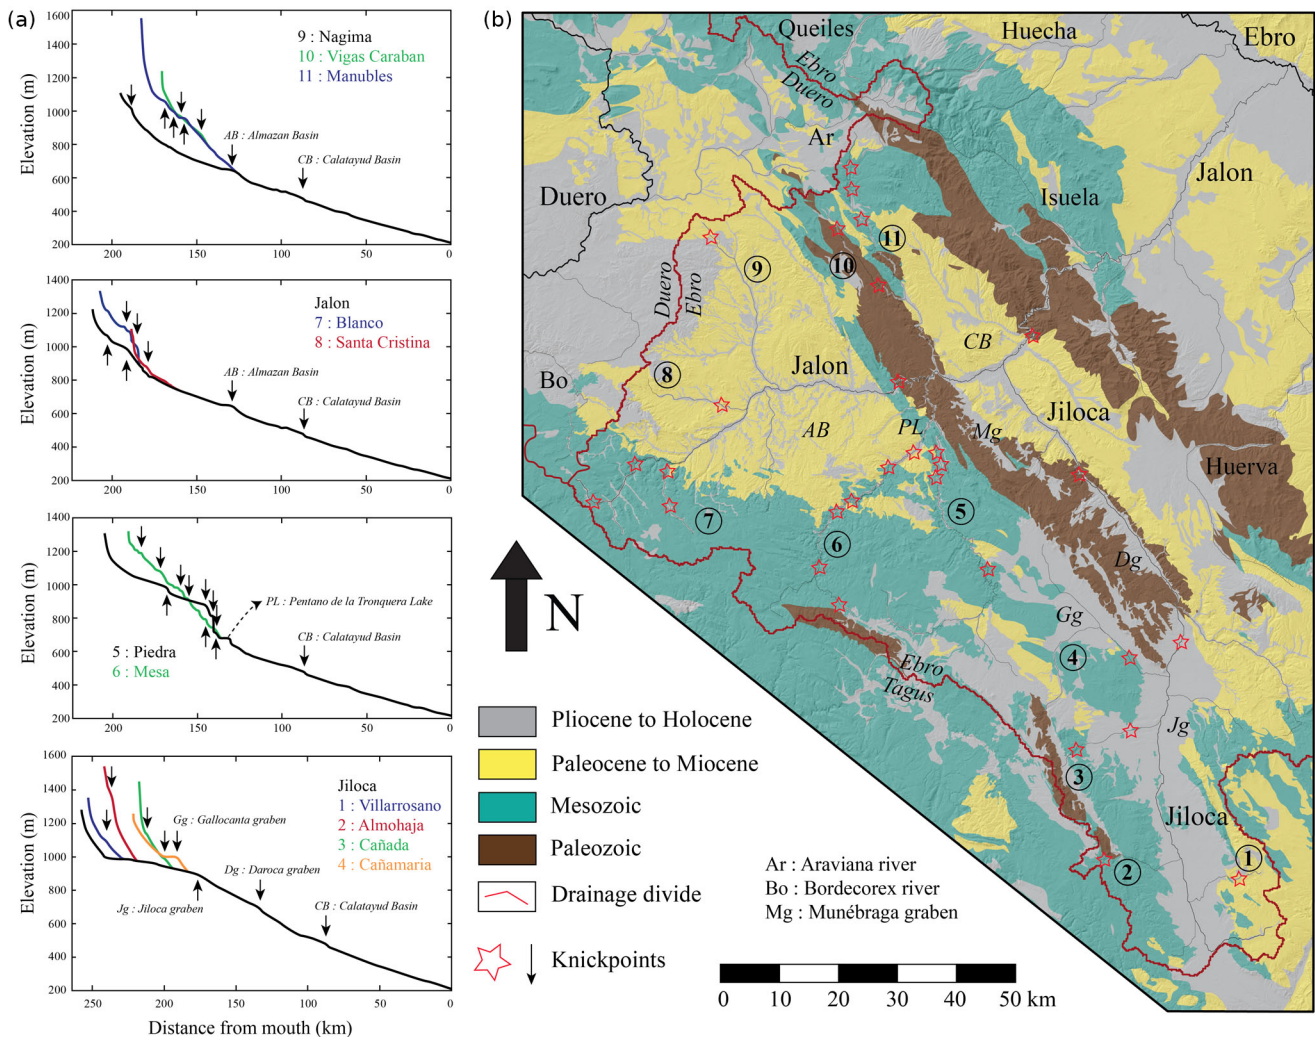 (a)
Elevation (m)
1600
1400
1200
1000
800
600
400
200
9 : Nagima
10 : Vigas Caraban
11 : Manubles
AB : Almazan Basin
CB : Calatayud Basin
200 150 100 50 0
Elevation (m)
1400
1200
1000
800
600
400
200
Jalon
7 : Blanco
8 : Santa Cristina
AB : Almazan Basin
CB : Calatayud Basin
200 150 100 50 0
Elevation (m)
1400
1200
1000
800
600
400
200
PL : Pentano de la Tronquera Lake
5 : Piedra
6 : Mesa
CB : Calatayud Basin
200 150 100 50 0
Elevation (m)
1600
1400
1200
1000
800
600
400
200
Jiloca
1 : Villarrosano
2 : Almohaja
3 : Cañada
4 : Cañamaria
Gg : Gallocanta graben
Dg : Daroca graben
Jg : Jiloca graben
CB : Calatayud Basin
250 200 150 100 50 0
Distance from mouth (km)
(b)
Queiles
Huecha
Ebro
Ebro
Duero
Ar
Jalon
Isuela
Duero
11
10
9
Duero
Ebro
CB
Jalon
8
Bo
Jiloca
AB
PL
Mg
Huerva
7
5
6
Dg
Gg
4
Ebro
Tagus
Jg
3
Jiloca
1
2
N
Pliocene to Holocene
Paleocene to Miocene
Mesozoic
Paleozoic
Drainage divide
Knickpoints
Ar : Araviana river
Bo : Bordecorex river
Mg : Munébraga graben
0 10 20 30 40 50 km